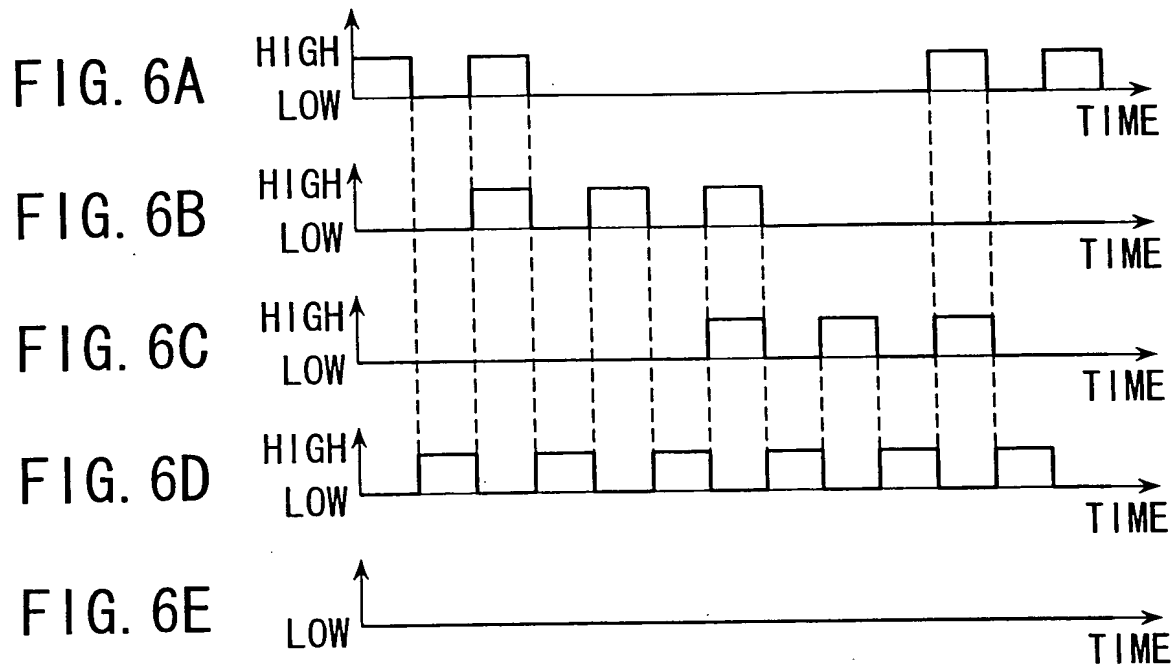 FIG. 6A
HIGH
LOW
TIME
FIG. 6B
HIGH
LOW
TIME
FIG. 6C
HIGH
LOW
TIME
FIG. 6D
HIGH
LOW
TIME
FIG. 6E
LOW
TIME